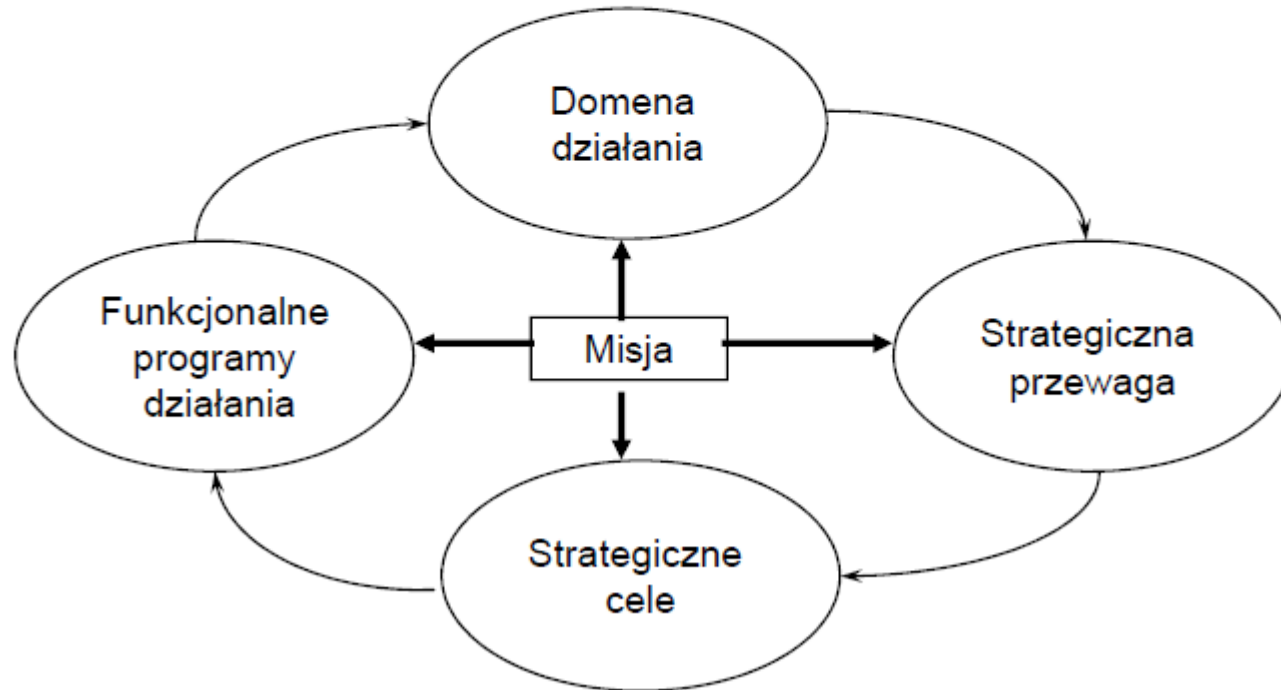 Domena
działania
Funkcjonalne
programy
działania
Misja
Strategiczna
przewaga
Strategiczne
cele